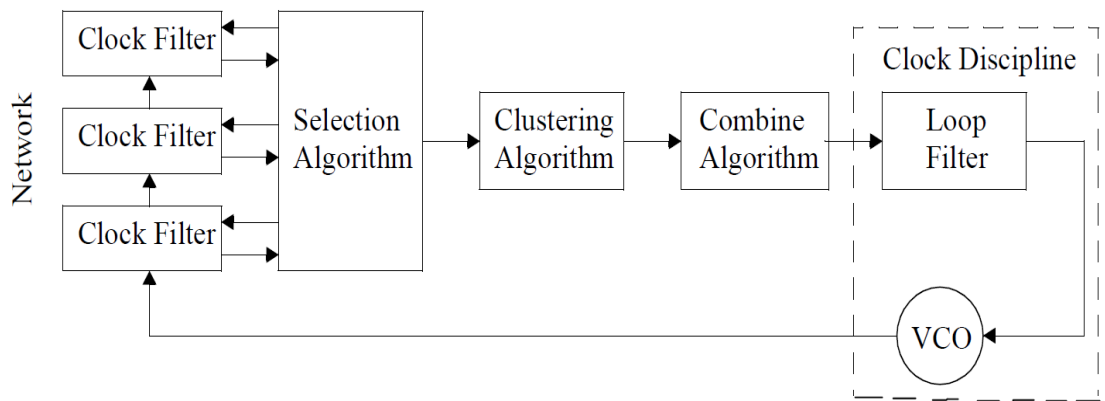 Network
Clock Filter
Clock Filter
Clock Filter
Selection
Algorithm
Clustering
Algorithm
Combine
Algorithm
Clock Discipline
Loop
Filter
VCO